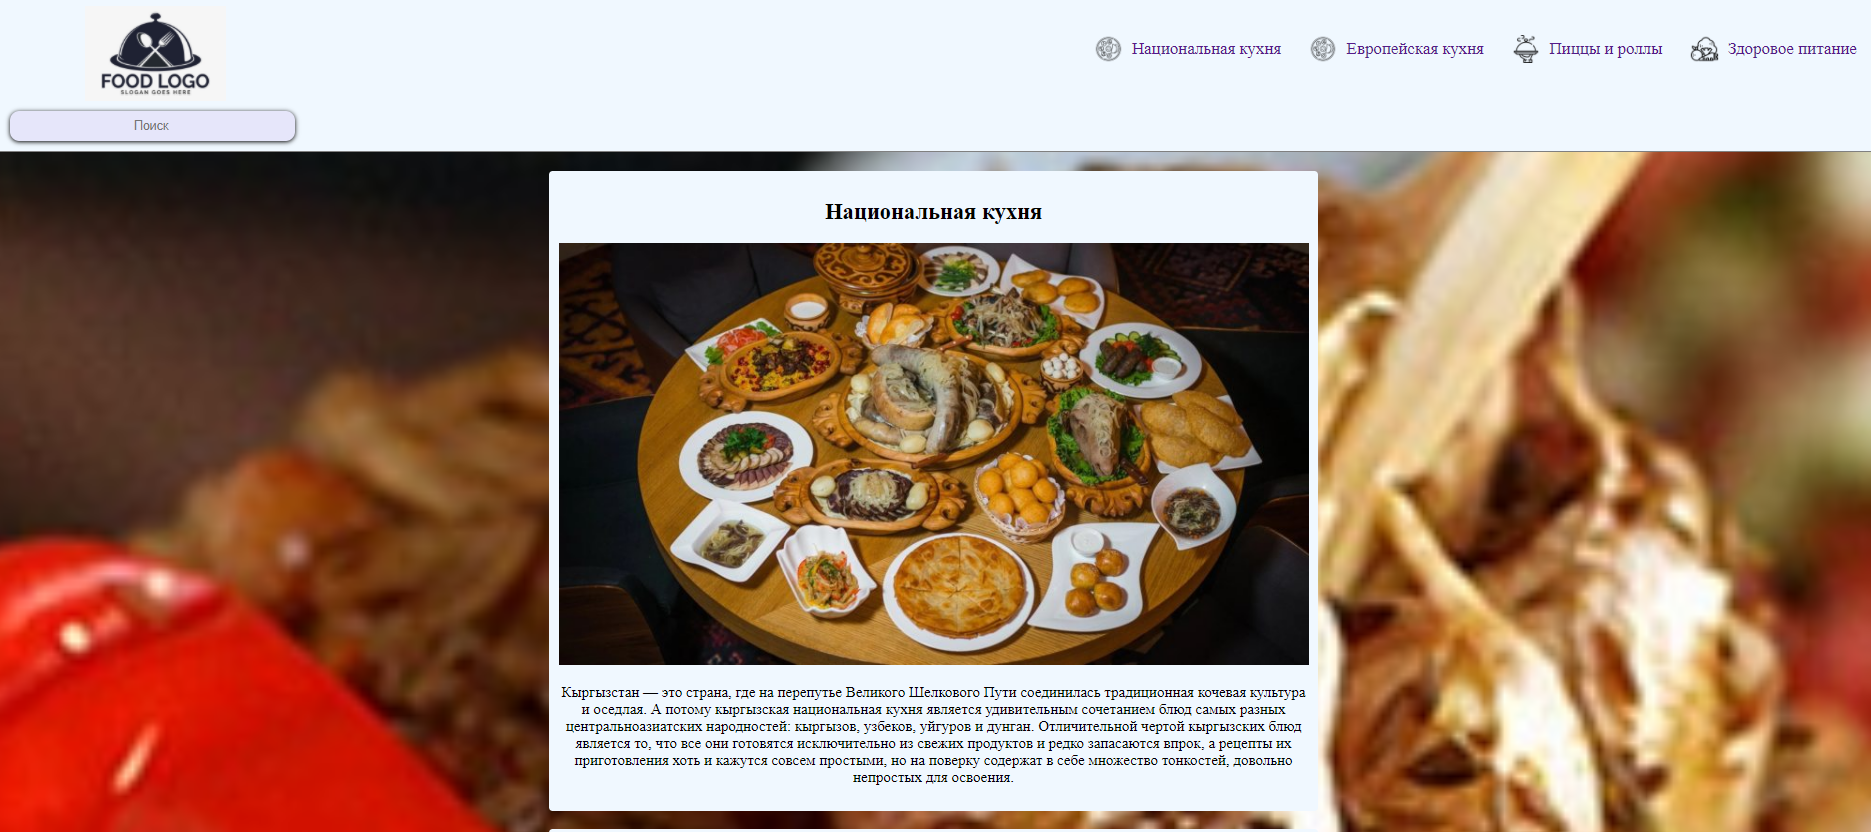 FOOD LOGO
SLOGAN GOES HERE
Национальная кухня
Европейская кухня
Пиццы и роллы
Здоровое питание
Поиск
Национальная кухня
Кыргызстан — это страна, где на перепутье Великого Шелкового Пути соединилась традиционная кочевая культура
и оседлая. А потому кыргызская национальная кухня является удивительным сочетанием блюд самых разных
центральноазиатских народностей: кыргызов, узбеков, уйгуров и дунган. Отличительной чертой кыргызских блюд
является то, что все они готовятся исключительно из свежих продуктов и редко запасаются впрок, а рецепты их
приготовления хоть и кажутся совсем простыми, но на поверку содержат в себе множество тонкостей, довольно
непростых для освоения.